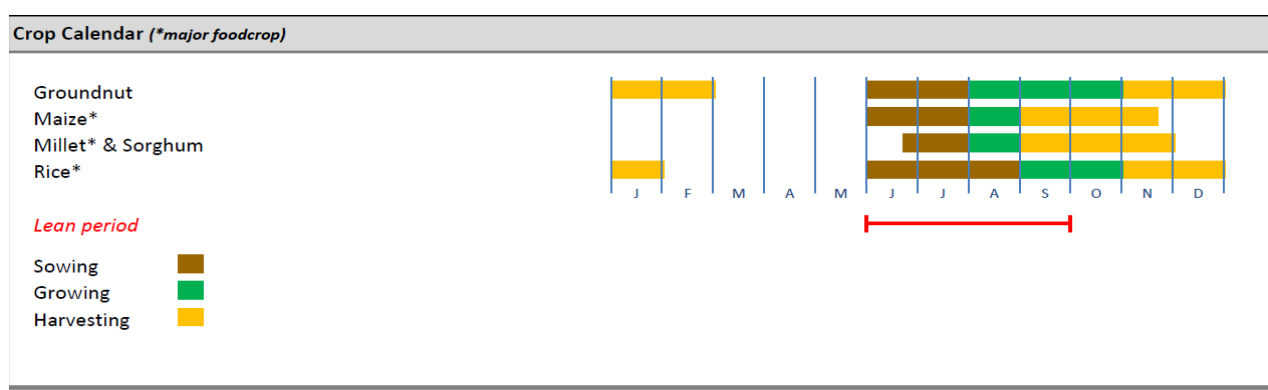 Crop Calendar (*major foodcrop)
Groundnut
Maize*
Millet* & Sorghum
Rice*
J F M A M J J A S O N D
Lean period
Sowing
Growing
Harvesting